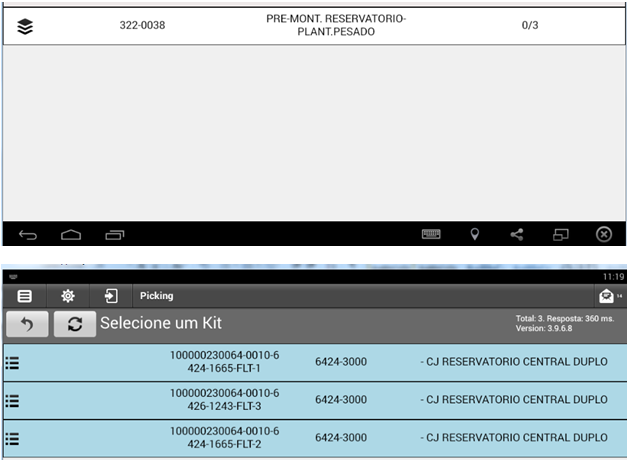 322-0038 PRE-MONT. RESERVATORIO- 0/3
PLANT.PESADO
11:19
Picking 14
Selecione um Kit
Total: 3. Resposta: 360 ms.
Version: 3.9.6.8
100000230064-0010-6 6424-3000 - CJ RESERVATORIO CENTRAL DUPLO
424-1665-FLT-1
100000230064-0010-6 6424-3000 - CJ RESERVATORIO CENTRAL DUPLO
426-1243-FLT-3
100000230064-0010-6 6424-3000 - CJ RESERVATORIO CENTRAL DUPLO
424-1665-FLT-2